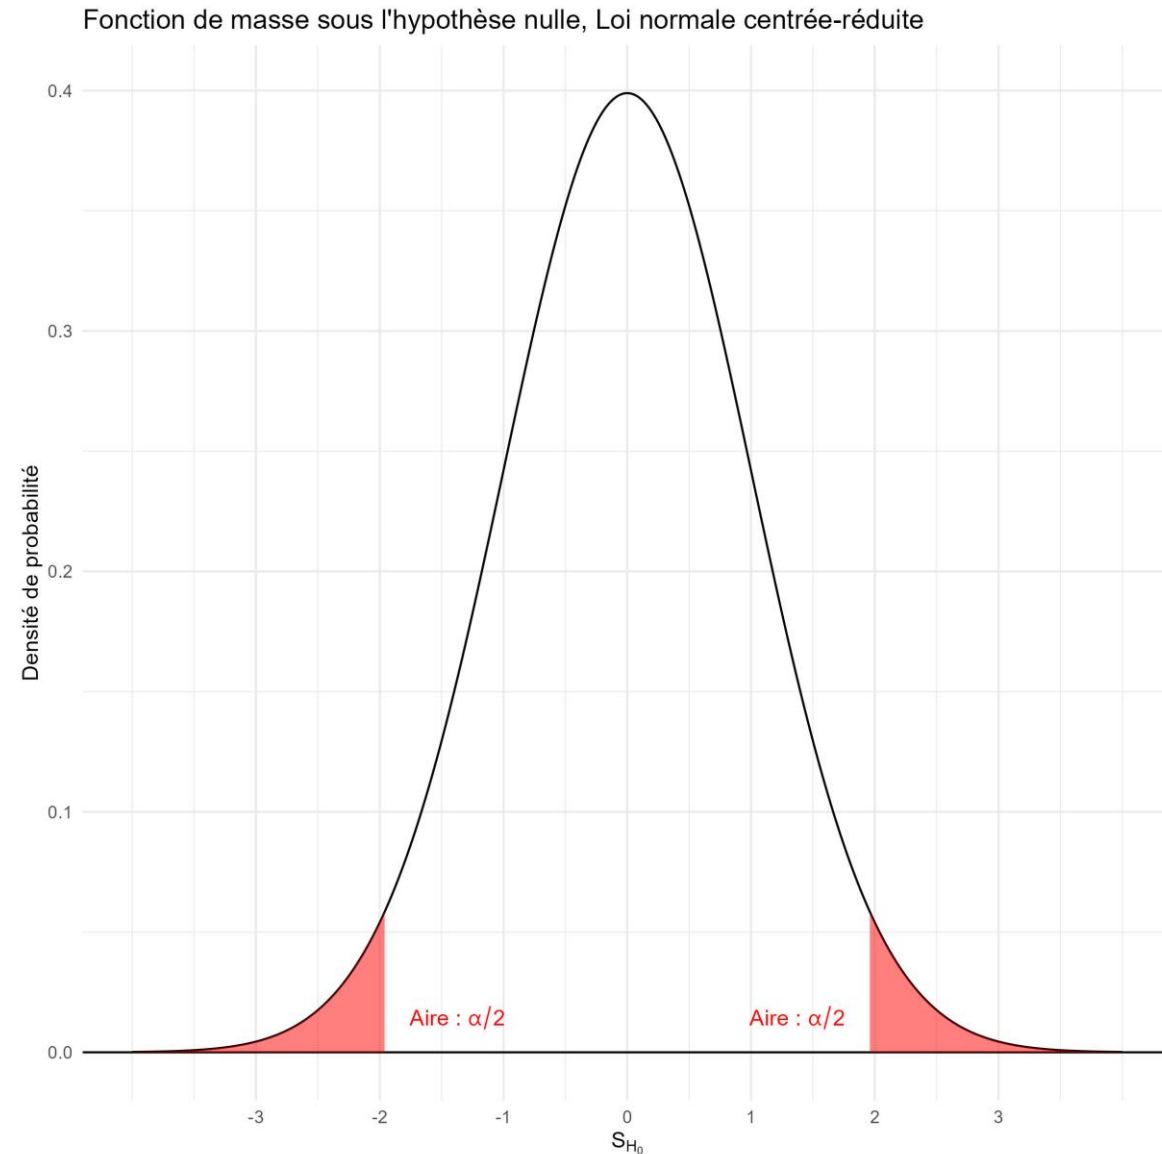 Fonction de masse sous l'hypothèse nulle, Loi normale centrée-réduite
Densité de probabilité
0.4
0.3
0.2
0.1
0.0
Aire : α/2
Aire : α/2
-3
-2
-1
0
1
2
3
S_H₀